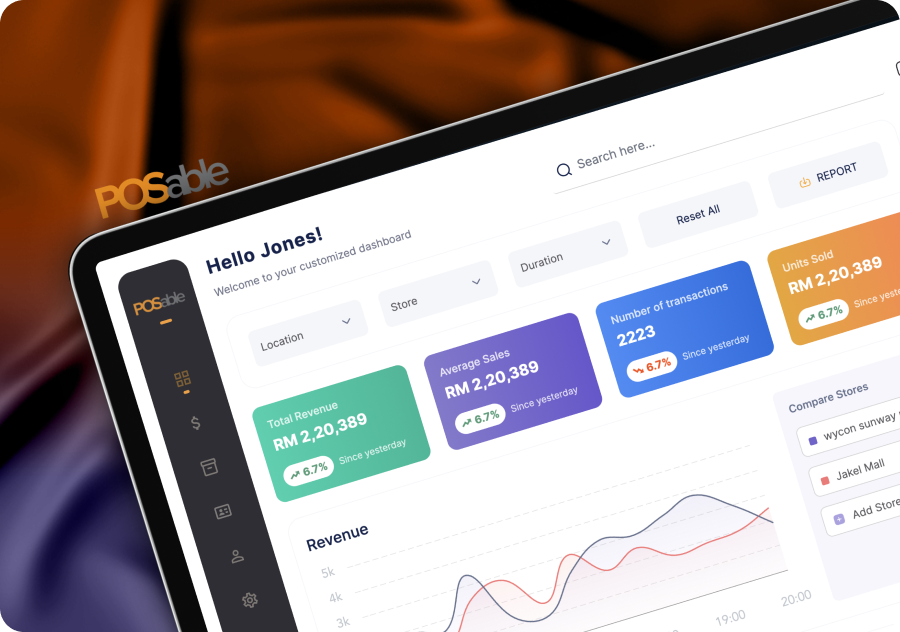 POSable
Search here...
Hello Jones!
Welcome to your customized dashboard
POSable
Location
Store
Duration
Reset All
REPORT
Total Revenue
RM 2,20,389
6.7%
Since yesterday
Average Sales
RM 2,20,389
6.7%
Since yesterday
Number of transactions
2223
6.7%
Since yesterday
Units Sold
RM 2,20,389
6.7%
Revenue
5k
4k
3k
19:00
20:00
Compare Stores
wycon sunway
Jakel Mall
Add Store